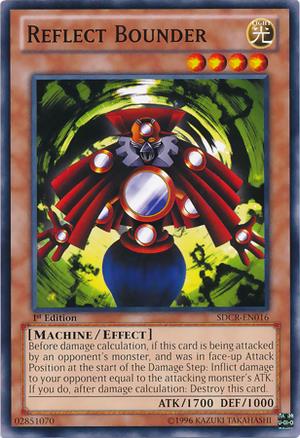 REFLECT BOUNDER
LIGHT
光
1st Edition
SDCR-EN016
[MACHINE / EFFECT]
Before damage calculation, if this card is being attacked
by an opponent's monster, and was in face-up Attack
Position at the start of the Damage Step: Inflict damage
to your opponent equal to the attacking monster's ATK.
If you do, after damage calculation: Destroy this card.
ATK/1700 DEF/1000
02851070
©1996 KAZUKI TAKAHASHI